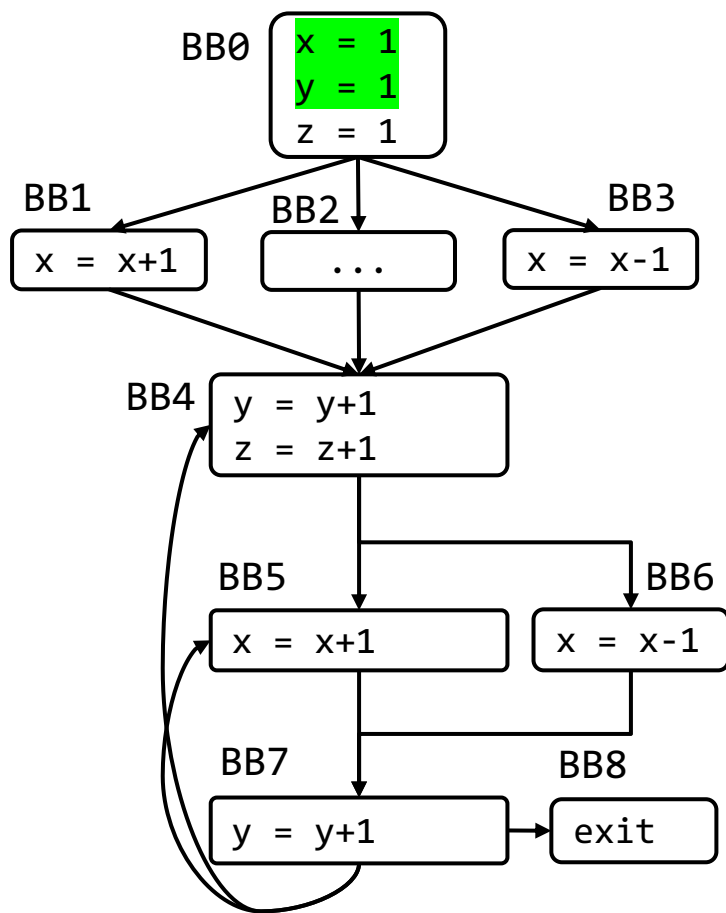 BB0
x = 1
y = 1
z = 1
BB1
BB2
BB3
x = x+1
...
x = x-1
BB4
y = y+1
z = z+1
BB5
BB6
x = x+1
x = x-1
BB7
BB8
y = y+1
exit